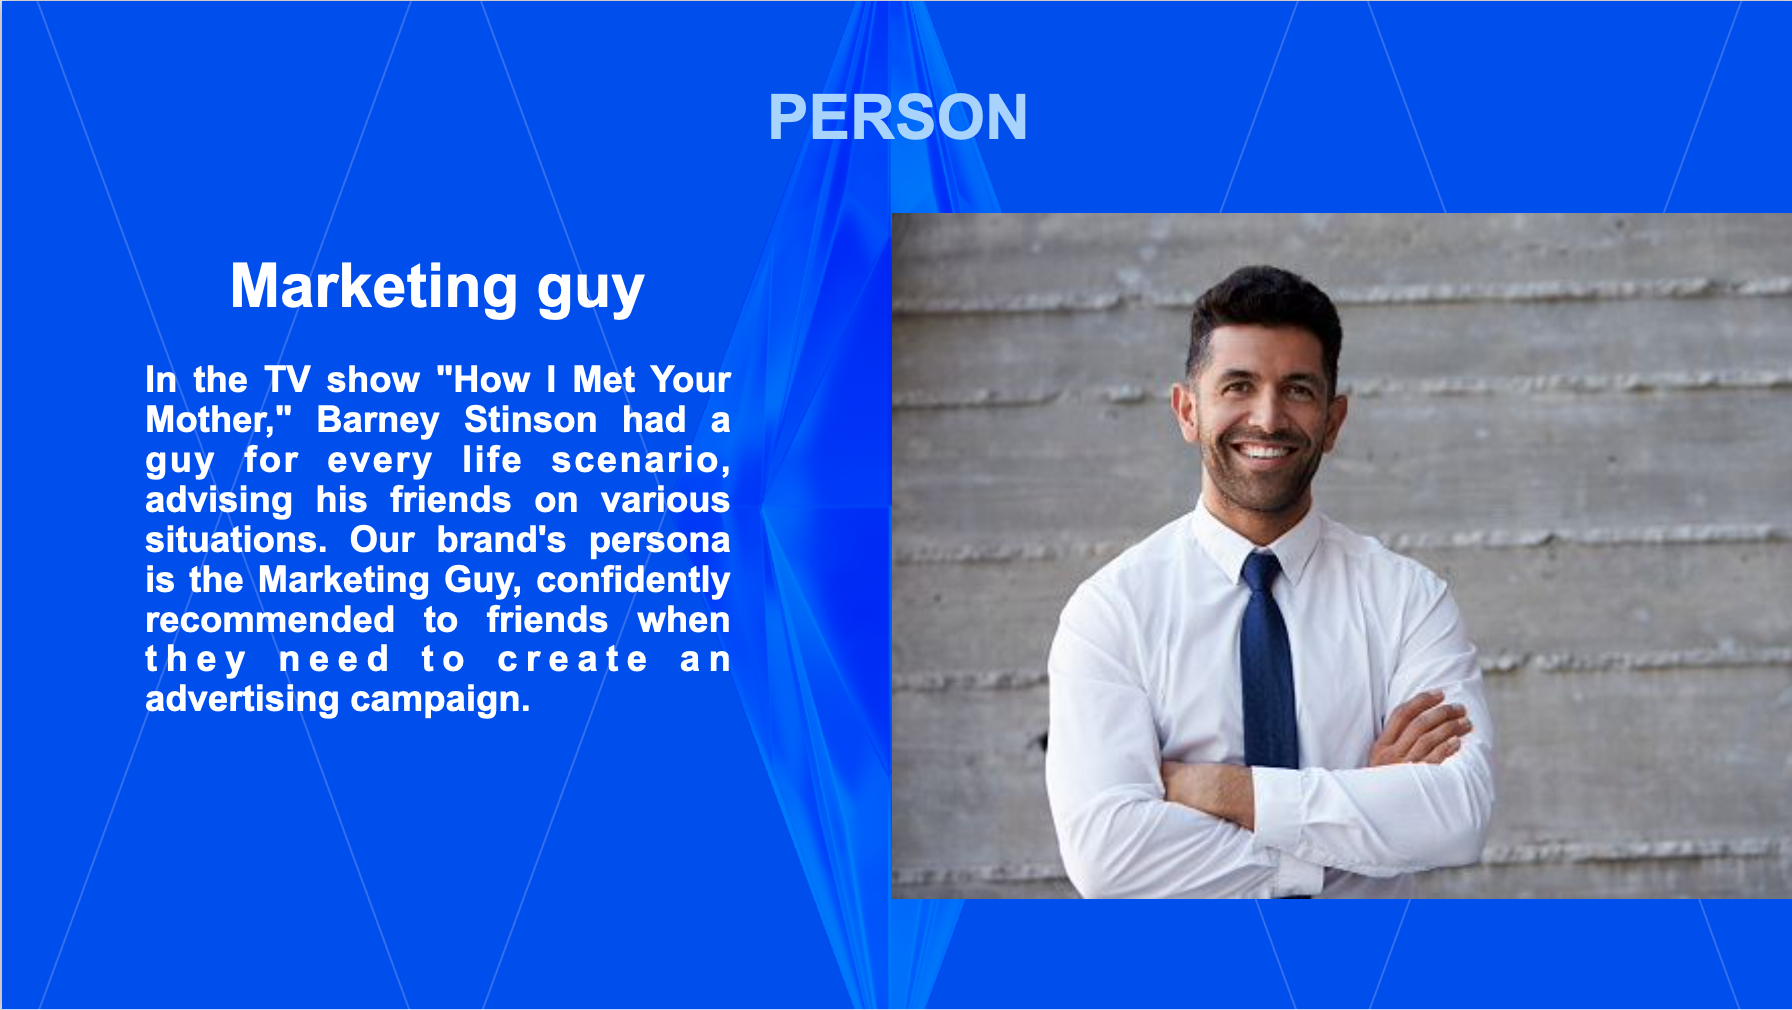 PERSON
Marketing guy
In the TV show "How I Met Your
Mother," Barney Stinson had a
guy for every life scenario,
advising his friends on various
situations. Our brand's persona
is the Marketing Guy, confidently
recommended to friends when
they need to create an
advertising campaign.